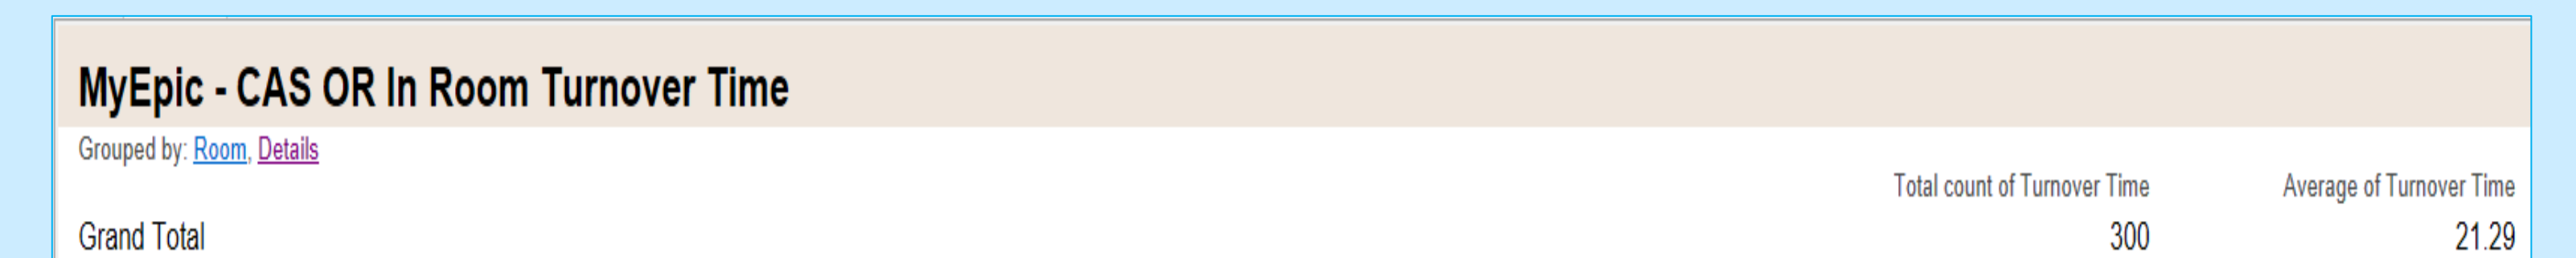 MyEpic - CAS OR In Room Turnover Time
Grouped by: Room, Details
Total count of Turnover Time Average of Turnover Time
Grand Total 300 21.29